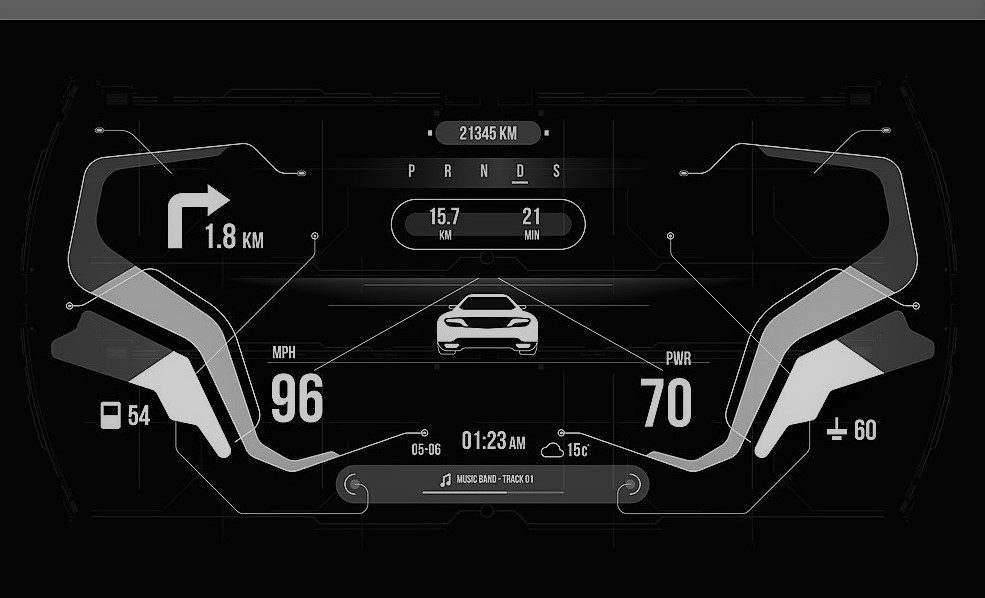 21345 KM
P R N D S
15.7 21
KM MIN
1.8 KM
MPH
96
PWR
70
54
60
05-06
01:23 AM
15c°
MUSIC BAND - TRACK 01